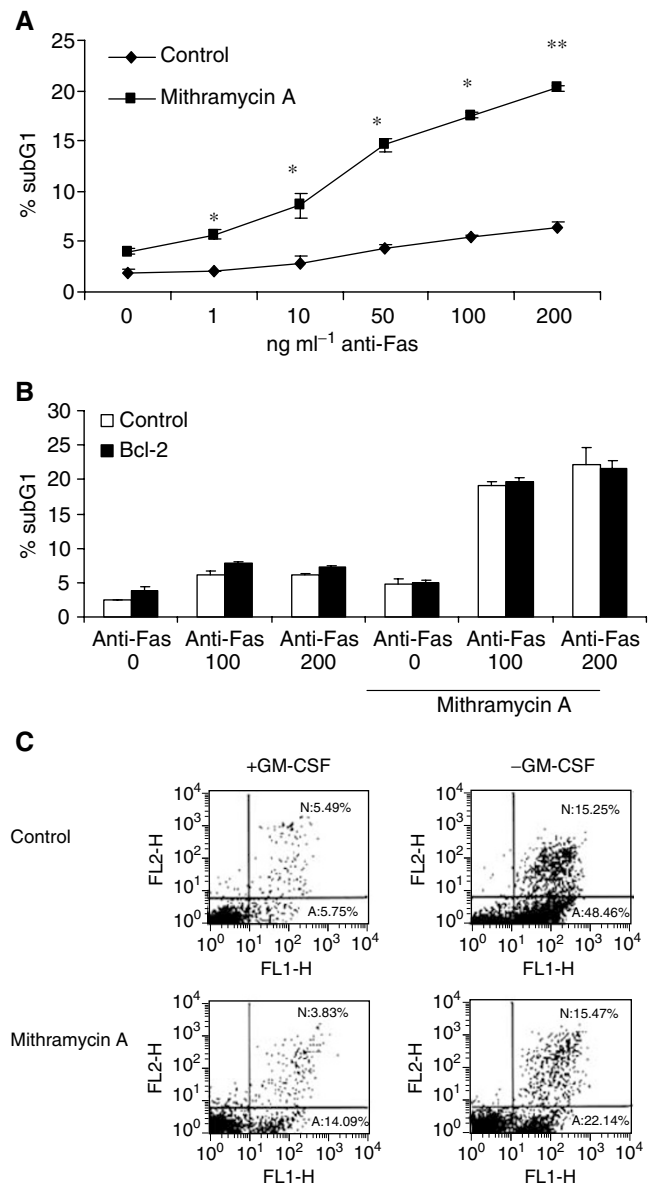 A
Control
Mithramycin A
% subG1
25
20
15
10
5
0
* * * * **
0 1 10 50 100 200
ng ml⁻¹ anti-Fas
B
Control
Bcl-2
% subG1
30
25
20
15
10
5
0
Anti-Fas Anti-Fas Anti-Fas Anti-Fas Anti-Fas Anti-Fas
0 100 200 0 100 200
Mithramycin A
C
+GM-CSF −GM-CSF
Control
FL2-H
10⁴
10³
10²
10¹
10⁰
N:5.49%
A:5.75%
10⁰ 10¹ 10² 10³ 10⁴
FL1-H
FL2-H
10⁴
10³
10²
10¹
10⁰
N:15.25%
A:48.46%
10⁰ 10¹ 10² 10³ 10⁴
FL1-H
Mithramycin A
FL2-H
10⁴
10³
10²
10¹
10⁰
N:3.83%
A:14.09%
10⁰ 10¹ 10² 10³ 10⁴
FL1-H
FL2-H
10⁴
10³
10²
10¹
10⁰
N:15.47%
A:22.14%
10⁰ 10¹ 10² 10³ 10⁴
FL1-H